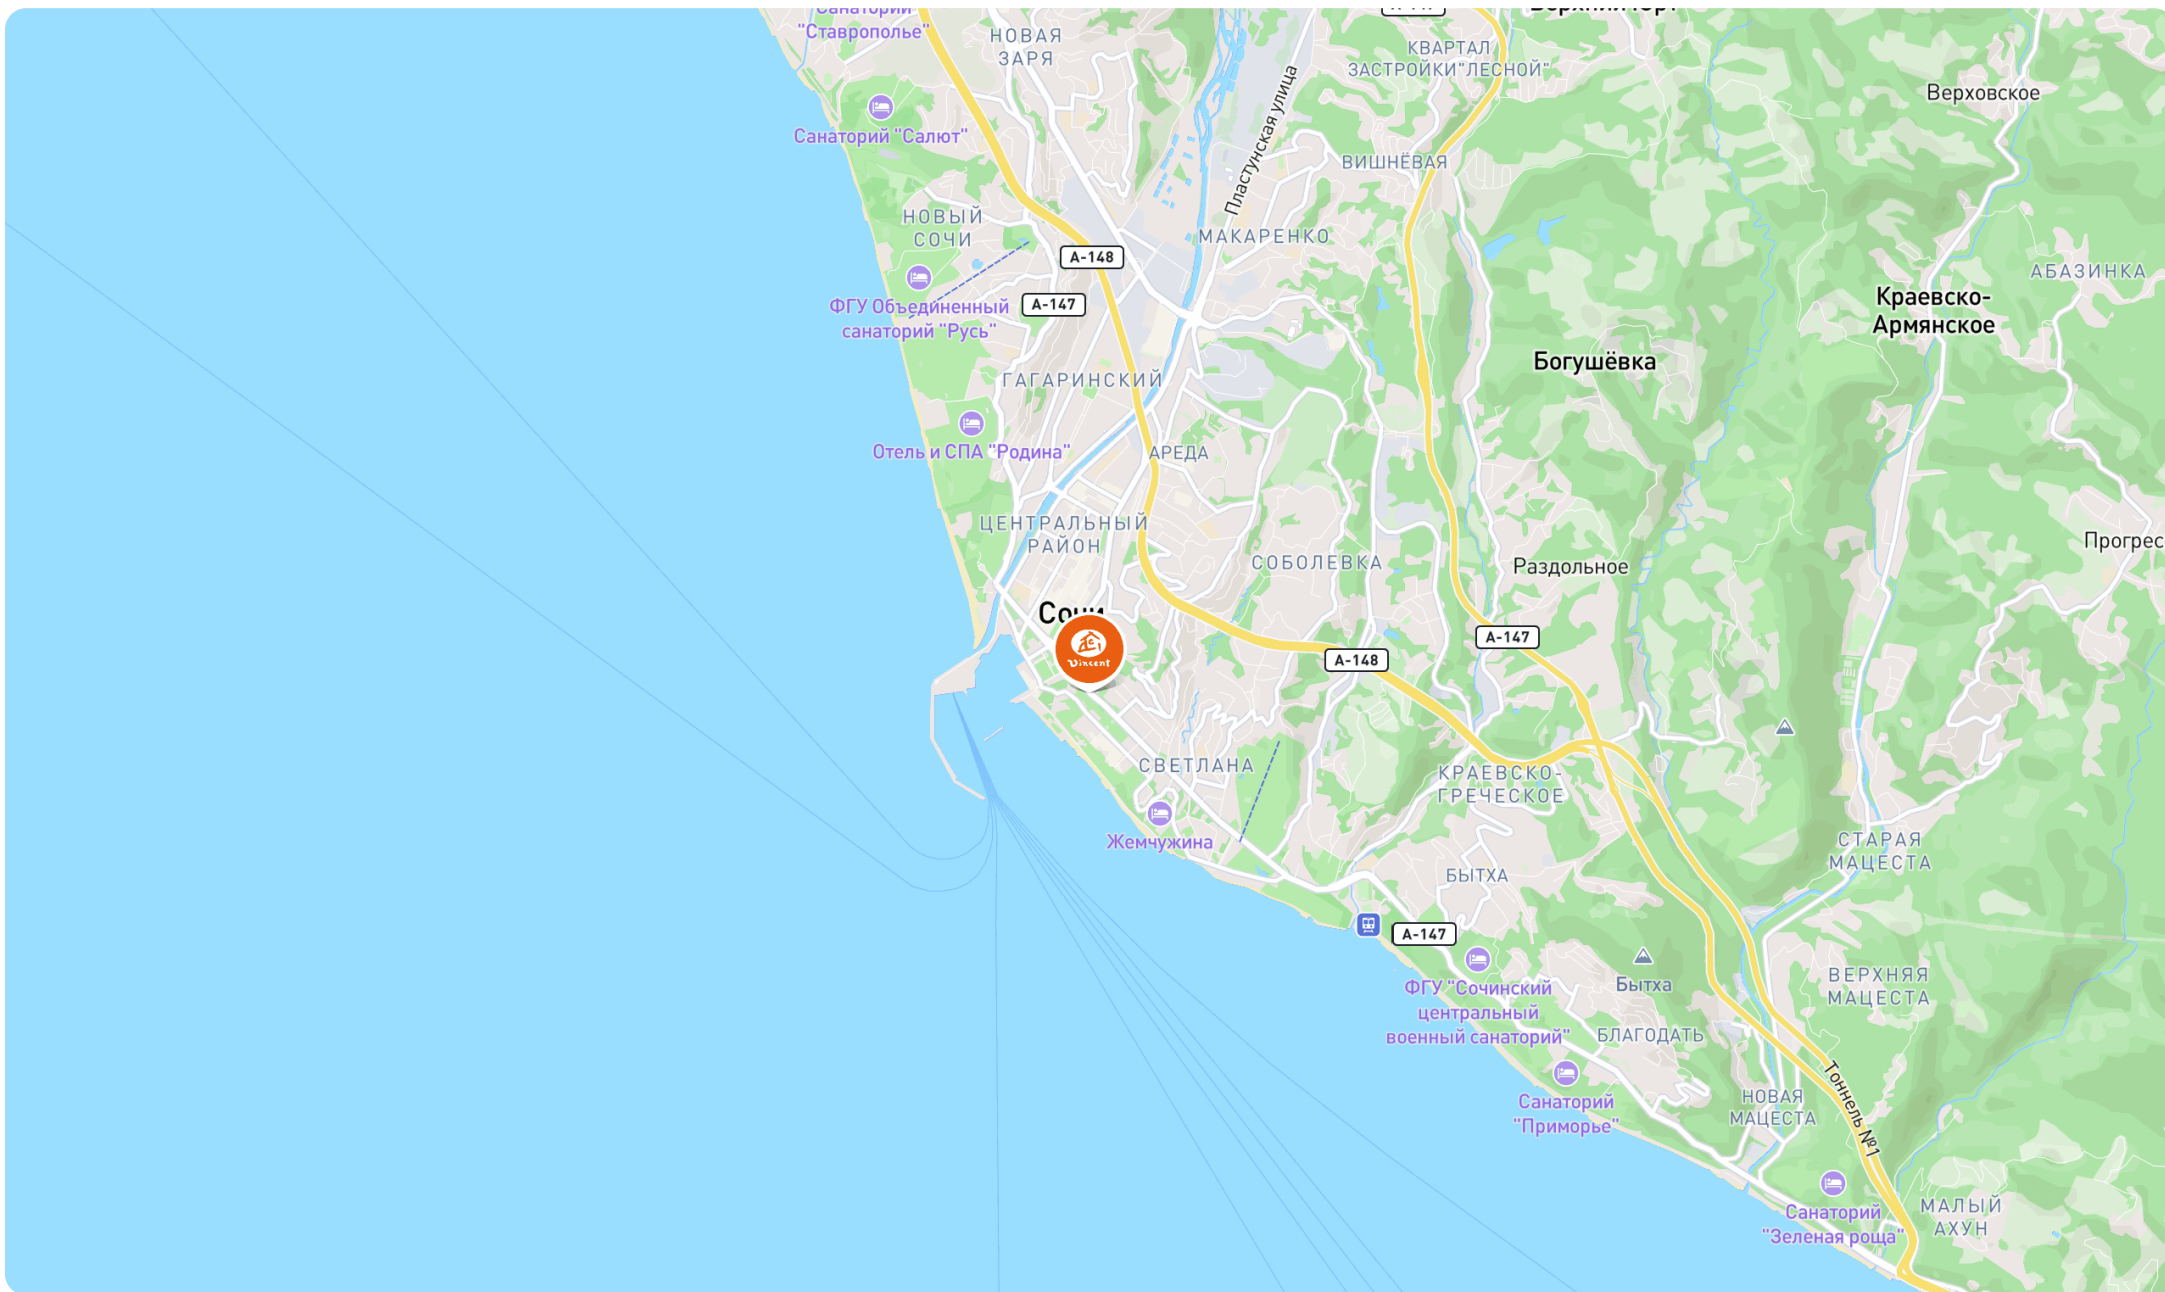 Санаторий
"Ставрополье"
НОВАЯ
ЗАРЯ
КВАРТАЛ
ЗАСТРОЙКИ"ЛЕСНОЙ"
Верховское
Санаторий "Салют"
Пластунская улица
ВИШНЁВАЯ
НОВЫЙ
СОЧИ
МАКАРЕНКО
А-148
АБАЗИНКА
ФГУ Объединенный
санаторий "Русь"
А-147
Краевско-
Армянское
Богушёвка
ГАГАРИНСКИЙ
Отель и СПА "Родина"
АРЕДА
ЦЕНТРАЛЬНЫЙ
РАЙОН
Прогрес
СОБОЛЕВКА
Раздольное
Сочи
Vincent
А-147
А-148
СВЕТЛАНА
КРАЕВСКО-
ГРЕЧЕСКОЕ
Жемчужина
СТАРАЯ
МАЦЕСТА
БЫТХА
А-147
ФГУ "Сочинский
центральный
военный санаторий"
Бытха
ВЕРХНЯЯ
МАЦЕСТА
БЛАГОДАТЬ
Санаторий
"Приморье"
НОВАЯ
МАЦЕСТА
Тоннель №1
Санаторий
"Зеленая роща"
МАЛЫЙ
АХУН